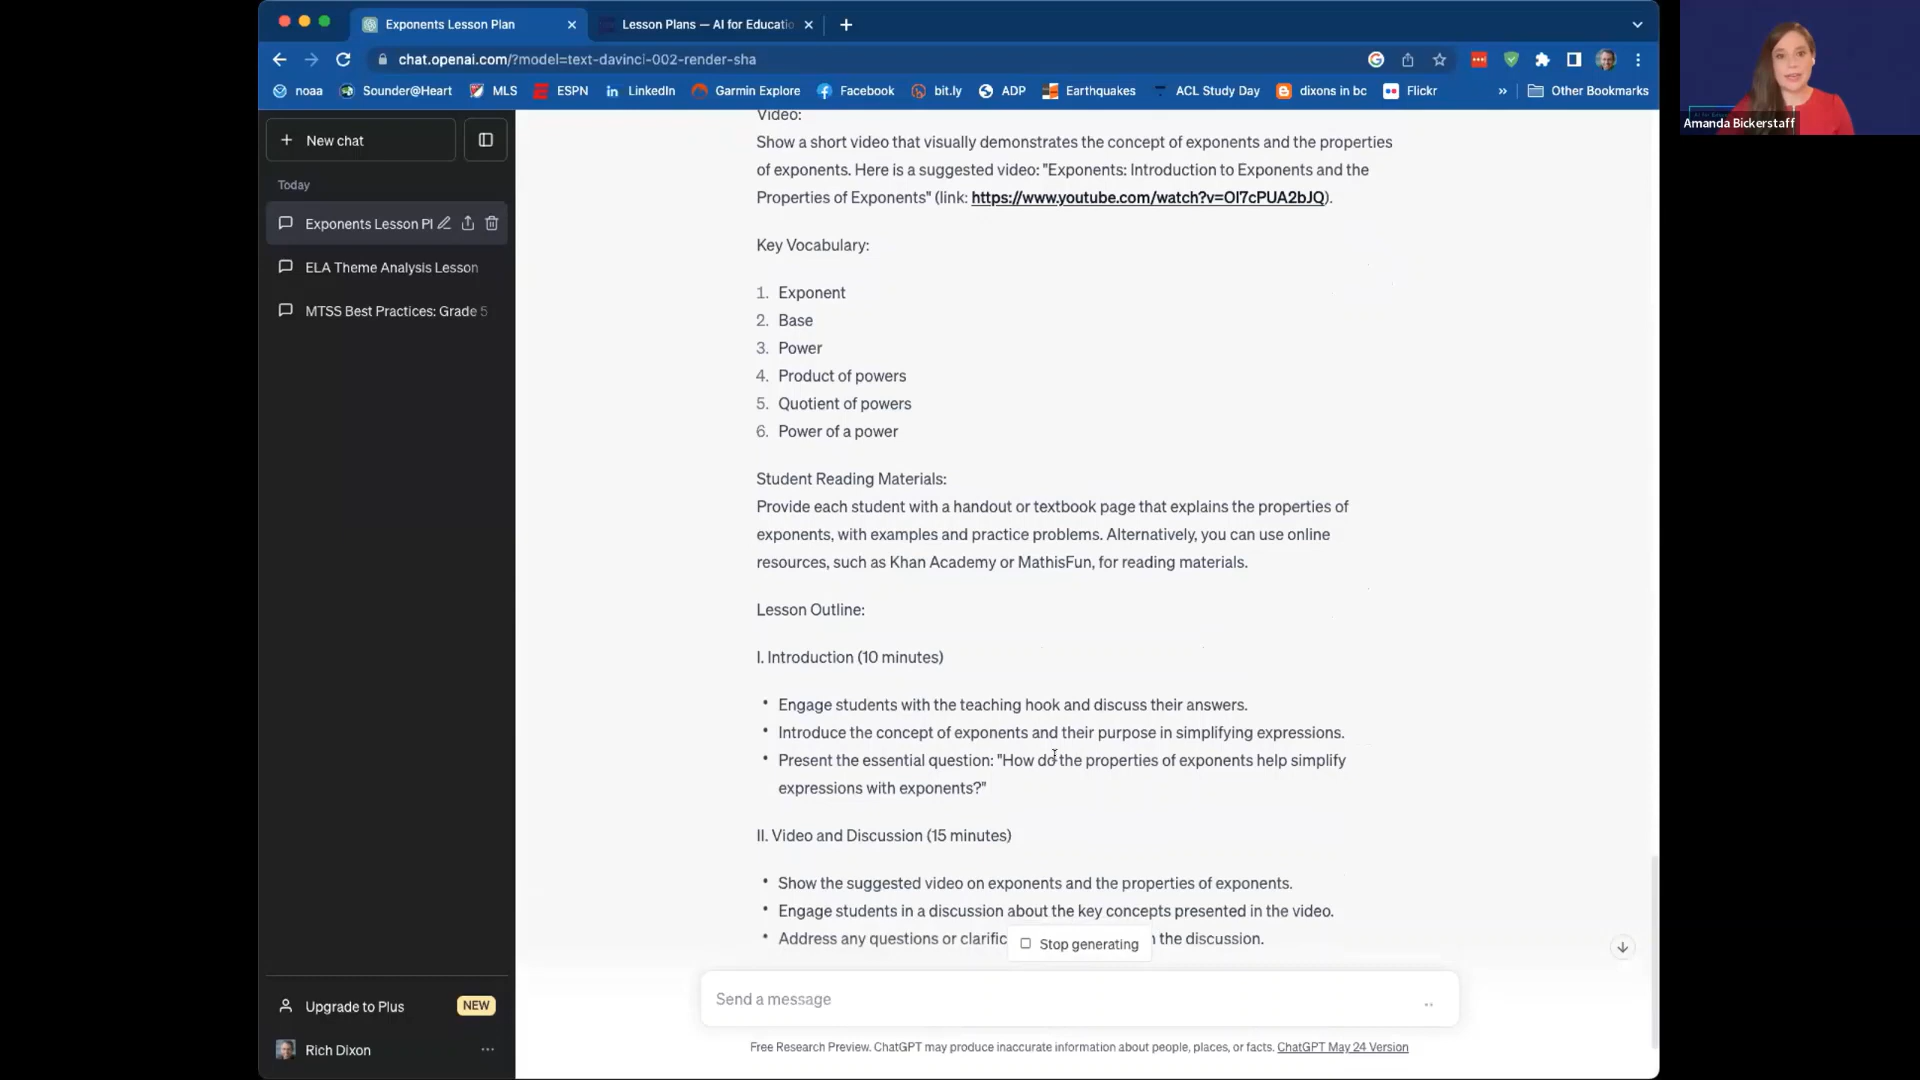 Exponents Lesson Plan
Lesson Plans — AI for Educatio
chat.openai.com/?model=text-davinci-002-render-sha
noaa Sounder@Heart MLS ESPN LinkedIn Garmin Explore Facebook bit.ly ADP Earthquakes ACL Study Day dixons in bc Flickr » Other Bookmarks
Amanda Bickerstaff
New chat
Today
Exponents Lesson Pl
ELA Theme Analysis Lesson
MTSS Best Practices: Grade 5
Upgrade to Plus NEW
Rich Dixon
Video:
Show a short video that visually demonstrates the concept of exponents and the properties
of exponents. Here is a suggested video: "Exponents: Introduction to Exponents and the
Properties of Exponents" (link: https://www.youtube.com/watch?v=OI7cPUA2bJQ).
Key Vocabulary:
1. Exponent
2. Base
3. Power
4. Product of powers
5. Quotient of powers
6. Power of a power
Student Reading Materials:
Provide each student with a handout or textbook page that explains the properties of
exponents, with examples and practice problems. Alternatively, you can use online
resources, such as Khan Academy or MathisFun, for reading materials.
Lesson Outline:
I. Introduction (10 minutes)
• Engage students with the teaching hook and discuss their answers.
• Introduce the concept of exponents and their purpose in simplifying expressions.
• Present the essential question: "How do the properties of exponents help simplify
expressions with exponents?"
II. Video and Discussion (15 minutes)
• Show the suggested video on exponents and the properties of exponents.
• Engage students in a discussion about the key concepts presented in the video.
• Address any questions or clarific the discussion.
Stop generating
Send a message
Free Research Preview. ChatGPT may produce inaccurate information about people, places, or facts. ChatGPT May 24 Version